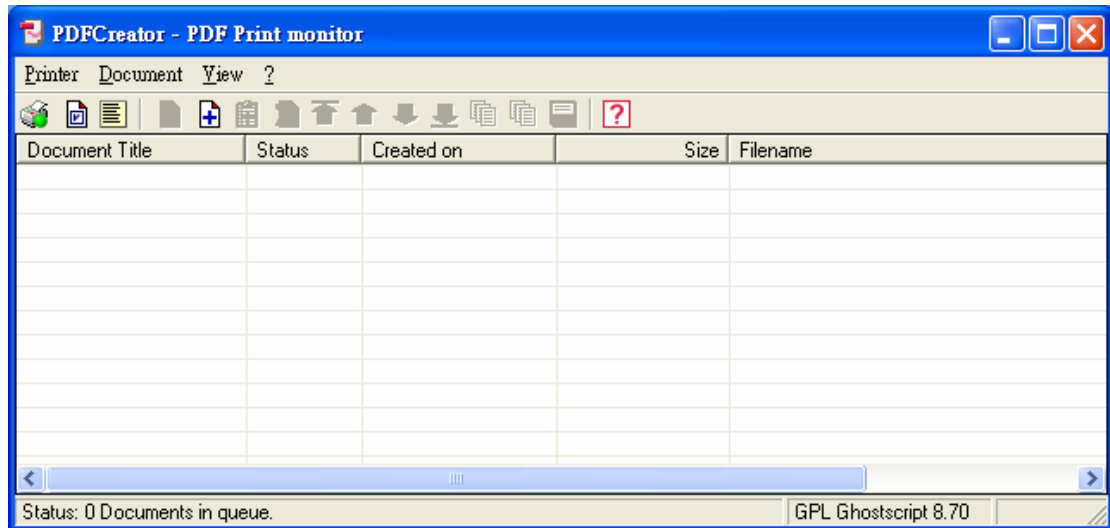 PDFCreator - PDF Print monitor
Printer Document View ?
?
Document Title Status Created on Size Filename
Status: 0 Documents in queue. GPL Ghostscript 8.70